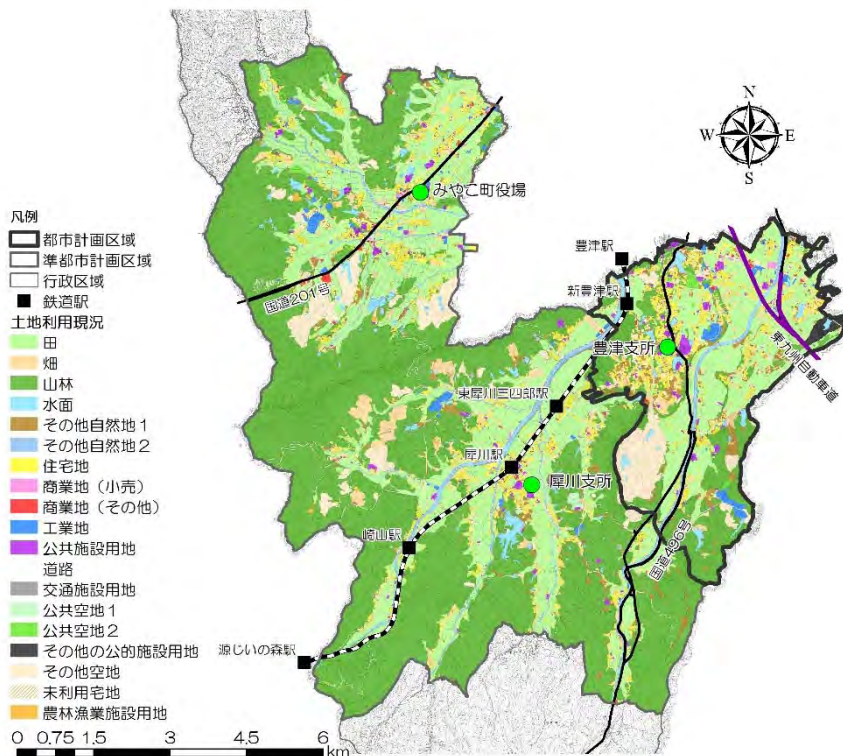 N
W
E
S
みやこ町役場
国道201号
豊津駅
新豊津駅
豊津支所
東九州自動車道
東犀川三四郎駅
犀川駅
犀川支所
崎山駅
国道496号
源じいの森駅
凡例
都市計画区域
準都市計画区域
行政区域
鉄道駅
土地利用現況
田
畑
山林
水面
その他自然地1
その他自然地2
住宅地
商業地（小売）
商業地（その他）
工業地
公共施設用地
道路
交通施設用地
公共空地1
公共空地2
その他の公的施設用地
その他空地
未利用宅地
農林漁業施設用地
0 0.75 1.5 3 4.5 6
km